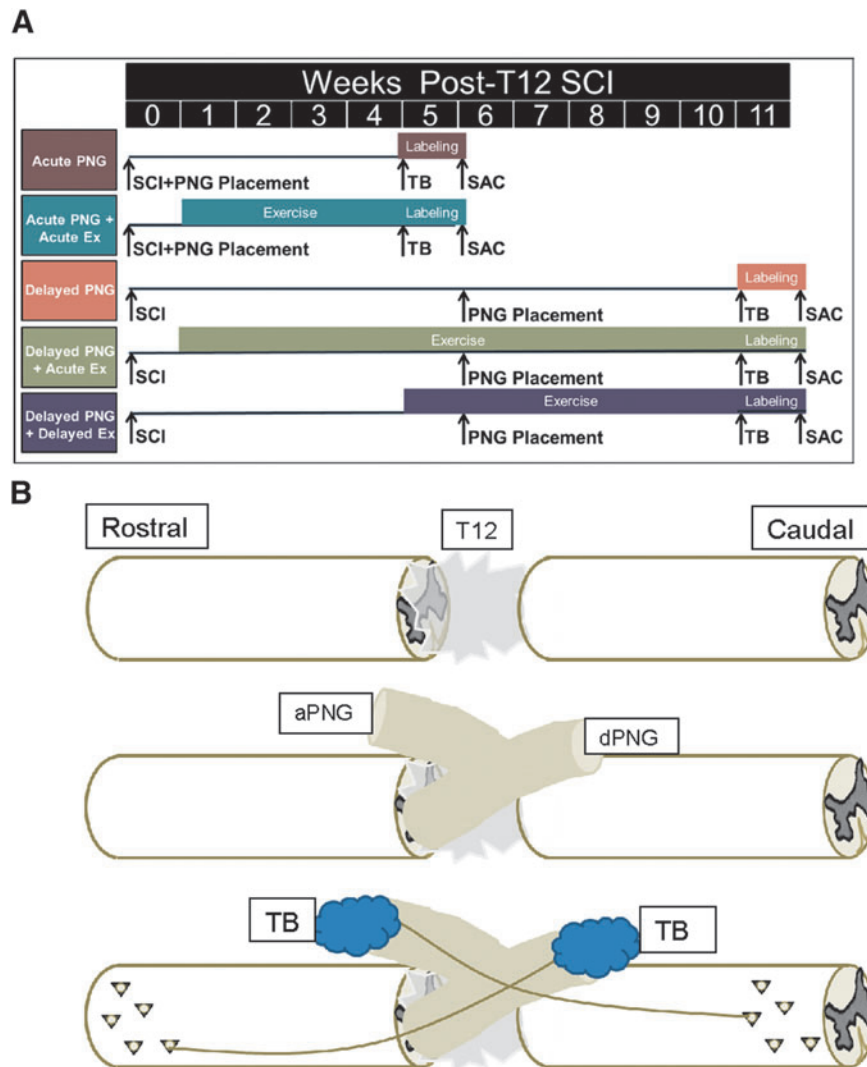 A
Weeks Post-T12 SCI
0 1 2 3 4 5 6 7 8 9 10 11
Acute PNG
Labeling
SCI+PNG Placement TB SAC
Acute PNG +
Acute Ex
Exercise Labeling
SCI+PNG Placement TB SAC
Delayed PNG
Labeling
SCI PNG Placement TB SAC
Delayed PNG
+ Acute Ex
Exercise Labeling
SCI PNG Placement TB SAC
Delayed PNG
+ Delayed Ex
Exercise Labeling
SCI PNG Placement TB SAC
B
Rostral T12 Caudal
aPNG dPNG
TB TB